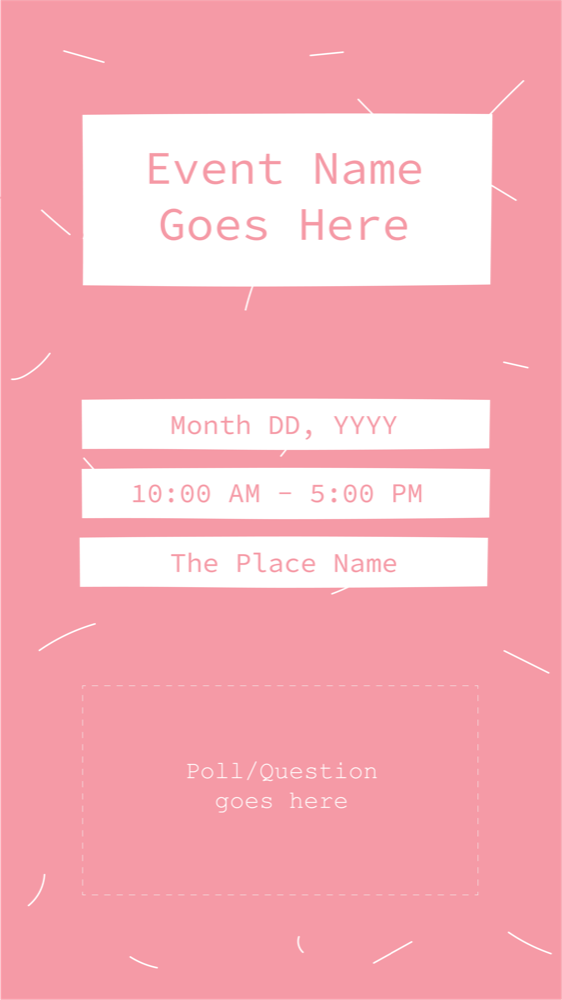 Event Name
Goes Here
Month DD, YYYY
10:00 AM - 5:00 PM
The Place Name
Poll/Question
goes here